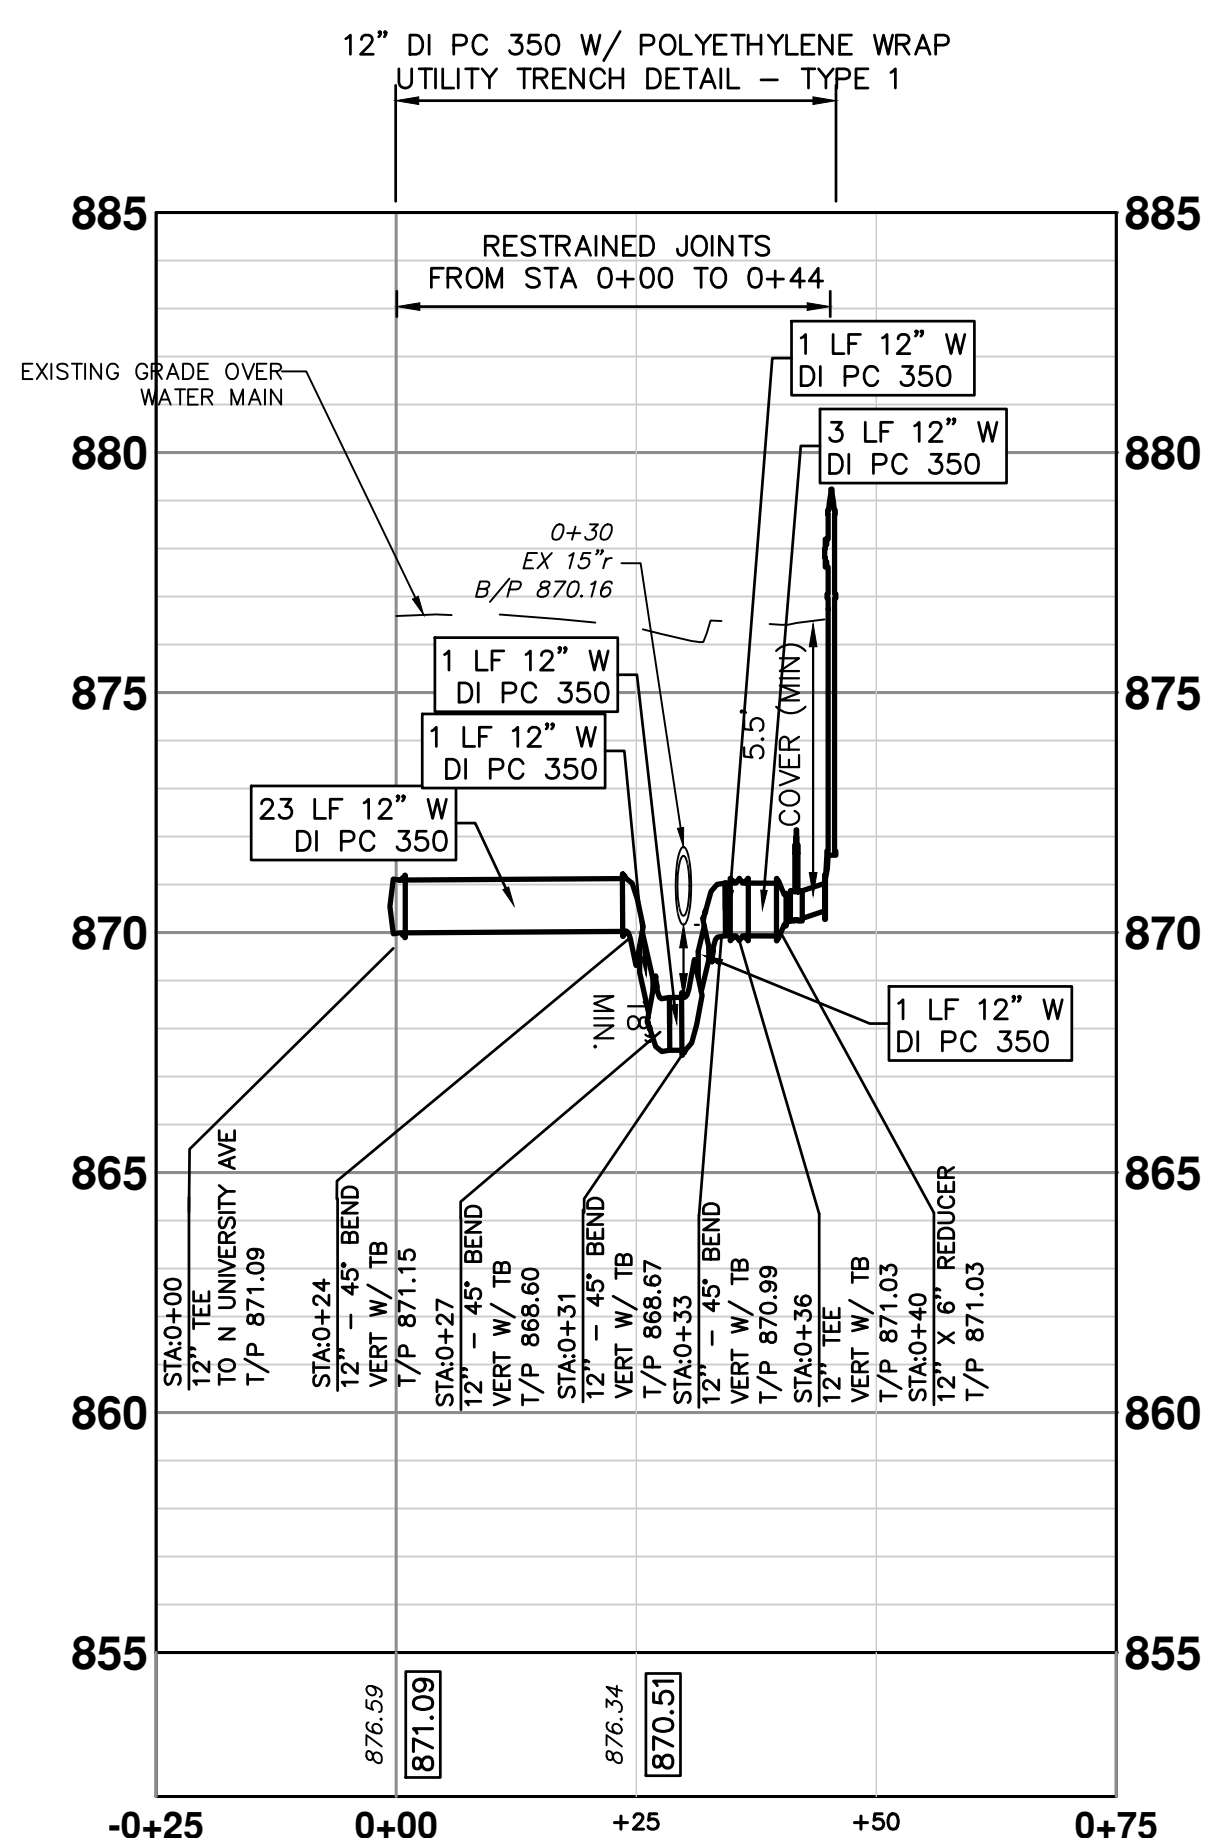 12” DI PC 350 W/ POLYETHYLENE WRAP
UTILITY TRENCH DETAIL – TYPE 1
885
885
RESTRAINED JOINTS
FROM STA 0+00 TO 0+44
1 LF 12” W
DI PC 350
EXISTING GRADE OVER
WATER MAIN
3 LF 12” W
DI PC 350
880
880
0+30
EX 15”r
B/P 870.16
1 LF 12” W
DI PC 350
875
875
5.5’
COVER (MIN)
1 LF 12” W
DI PC 350
23 LF 12” W
DI PC 350
870
870
18”
MIN.
1 LF 12” W
DI PC 350
865
865
STA:0+00
12” TEE
TO N UNIVERSITY AVE
T/P 871.09
STA:0+24
12” – 45° BEND
VERT W/ TB
T/P 871.15
STA:0+27
12” – 45° BEND
VERT W/ TB
T/P 868.60
STA:0+31
12” – 45° BEND
VERT W/ TB
T/P 868.67
STA:0+33
12” – 45° BEND
VERT W/ TB
T/P 870.99
STA:0+36
12” TEE
VERT W/ TB
T/P 871.03
STA:0+40
12” X 6” REDUCER
T/P 871.03
860
860
855
855
876.59
871.09
876.34
870.51
-0+25
0+00
+25
+50
0+75